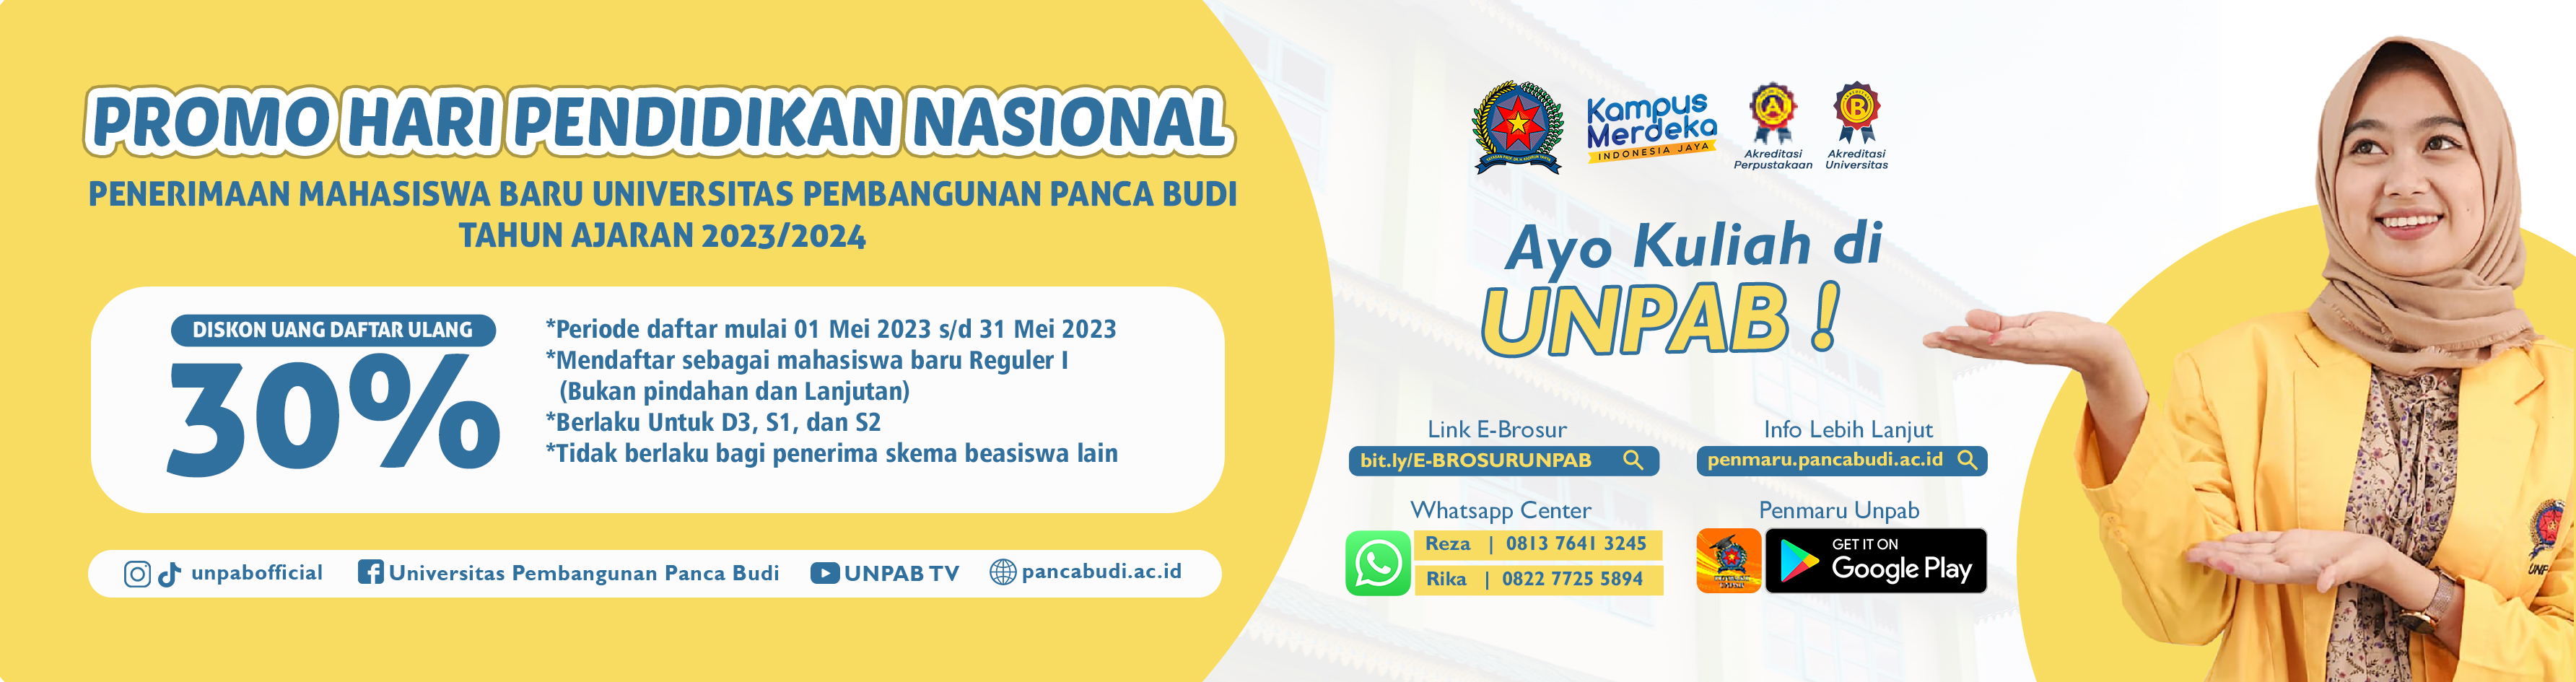 PROMO HARI PENDIDIKAN NASIONAL
PENERIMAAN MAHASISWA BARU UNIVERSITAS PEMBANGUNAN PANCA BUDI
TAHUN AJARAN 2023/2024
DISKON UANG DAFTAR ULANG
30%
*Periode daftar mulai 01 Mei 2023 s/d 31 Mei 2023
*Mendaftar sebagai mahasiswa baru Reguler I
(Bukan pindahan dan Lanjutan)
*Berlaku Untuk D3, S1, dan S2
*Tidak berlaku bagi penerima skema beasiswa lain
unpabofficial
Universitas Pembangunan Panca Budi
UNPAB TV
pancabudi.ac.id
Kampus
Merdeka
INDONESIA JAYA
A
Akreditasi
Perpustakaan
B
Akreditasi
Universitas
Ayo Kuliah di
UNPAB !
Link E-Brosur
bit.ly/E-BROSURUNPAB
Info Lebih Lanjut
penmaru.pancabudi.ac.id
Whatsapp Center
Reza | 0813 7641 3245
Rika | 0822 7725 5894
Penmaru Unpab
GET IT ON
Google Play